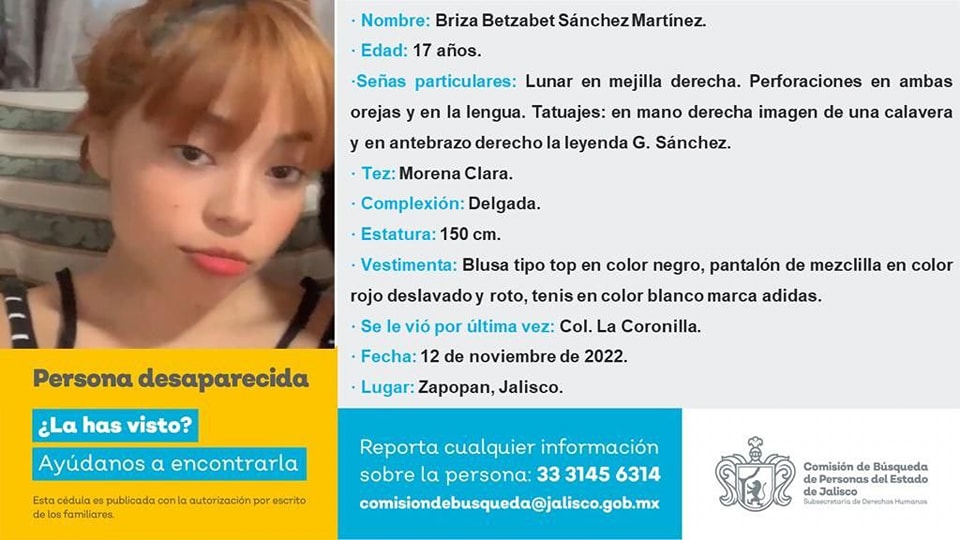 · Nombre: Briza Betzabet Sánchez Martínez.
· Edad: 17 años.
·Señas particulares: Lunar en mejilla derecha. Perforaciones en ambas
orejas y en la lengua. Tatuajes: en mano derecha imagen de una calavera
y en antebrazo derecho la leyenda G. Sánchez.
· Tez: Morena Clara.
· Complexión: Delgada.
· Estatura: 150 cm.
· Vestimenta: Blusa tipo top en color negro, pantalón de mezclilla en color
rojo deslavado y roto, tenis en color blanco marca adidas.
· Se le vió por última vez: Col. La Coronilla.
· Fecha: 12 de noviembre de 2022.
· Lugar: Zapopan, Jalisco.
Persona desaparecida
¿La has visto?
Ayúdanos a encontrarla
Esta cédula es publicada con la autorización por escrito
de los familiares.
Reporta cualquier información
sobre la persona: 33 3145 6314
comisiondebusqueda@jalisco.gob.mx
Comisión de Búsqueda
de Personas del Estado
de Jalisco
Subsecretaría de Derechos Humanos